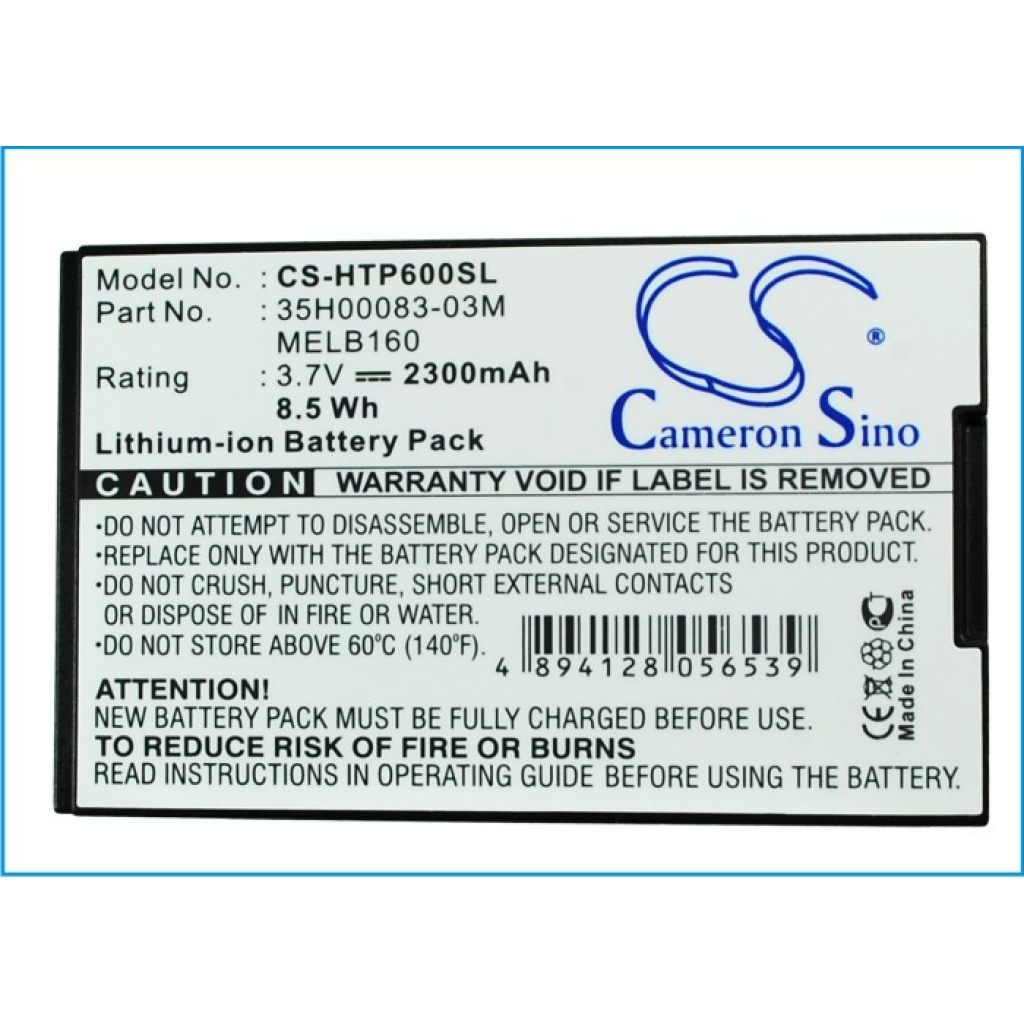 Model No. : CS-HTP600SL
Part No. : 35H00083-03M
MELB160
Rating : 3.7V 2300mAh
8.5 Wh
Lithium-ion Battery Pack
CS
®
Cameron Sino
CAUTION WARRANTY VOID IF LABEL IS REMOVED
•DO NOT ATTEMPT TO DISASSEMBLE, OPEN OR SERVICE THE BATTERY PACK.
•REPLACE ONLY WITH THE BATTERY PACK DESIGNATED FOR THIS PRODUCT.
•DO NOT CRUSH, PUNCTURE, SHORT EXTERNAL CONTACTS
OR DISPOSE OF IN FIRE OR WATER.
•DO NOT STORE ABOVE 60°C (140°F).
4 894128 056539
ATTENTION!
NEW BATTERY PACK MUST BE FULLY CHARGED BEFORE USE.
TO REDUCE RISK OF FIRE OR BURNS
READ INSTRUCTIONS IN OPERATING GUIDE BEFORE USING THE BATTERY.
CE
PCT
Made In China